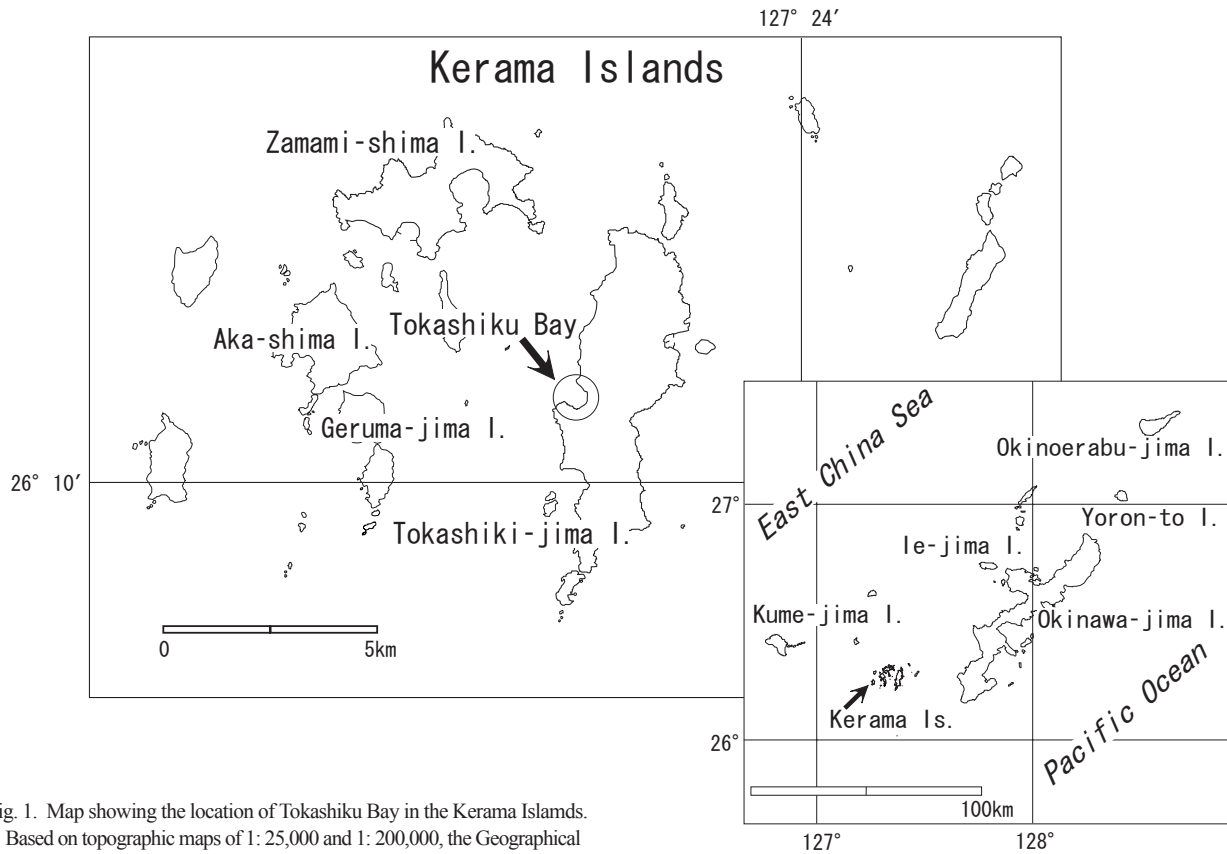 127° 24′
Kerama Islands
Zamami-shima I.
Tokashiku Bay
Aka-shima I.
Geruma-jima I.
26° 10′
Tokashiki-jima I.
0 5km
East China Sea
Okinoerabu-jima I.
27°
Yoron-to I.
Ie-jima I.
Kume-jima I.
Okinawa-jima I.
Kerama Is.
Pacific Ocean
26°
100km
127° 128°
ig. 1. Map showing the location of Tokashiku Bay in the Kerama Islands.
Based on topographic maps of 1: 25,000 and 1: 200,000, the Geographical